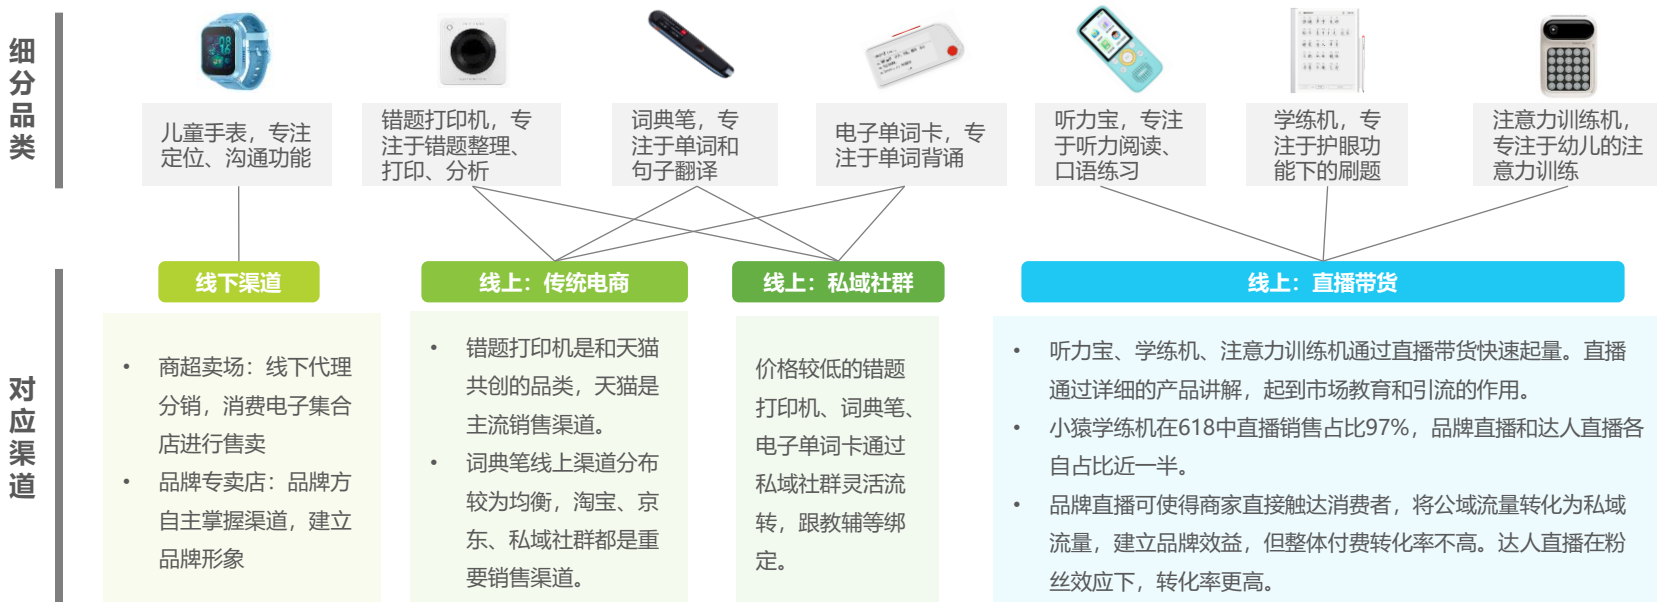 细分品类
儿童手表，专注
定位、沟通功能
错题打印机，专
注于错题整理、
打印、分析
词典笔，专
注于单词和
句子翻译
电子单词卡，专
注于单词背诵
听力宝，专注
于听力阅读、
口语练习
学练机，专
注于护眼功
能下的刷题
注意力训练机，
专注于幼儿的注
意力训练
对应渠道
线下渠道
• 商超卖场：线下代理
分销，消费电子集合
店进行售卖
• 品牌专卖店：品牌方
自主掌握渠道，建立
品牌形象
线上：传统电商
• 错题打印机是和天猫
共创的品类，天猫是
主流销售渠道。
• 词典笔线上渠道分布
较为均衡，淘宝、京
东、私域社群都是重
要销售渠道。
线上：私域社群
价格较低的错题
打印机、词典笔、
电子单词卡通过
私域社群灵活流
转，跟教辅等绑
定。
线上：直播带货
• 听力宝、学练机、注意力训练机通过直播带货快速起量。直播
通过详细的产品讲解，起到市场教育和引流的作用。
• 小猿学练机在618中直播销售占比97%，品牌直播和达人直播各
自占比近一半。
• 品牌直播可使得商家直接触达消费者，将公域流量转化为私域
流量，建立品牌效益，但整体付费转化率不高。达人直播在粉
丝效应下，转化率更高。